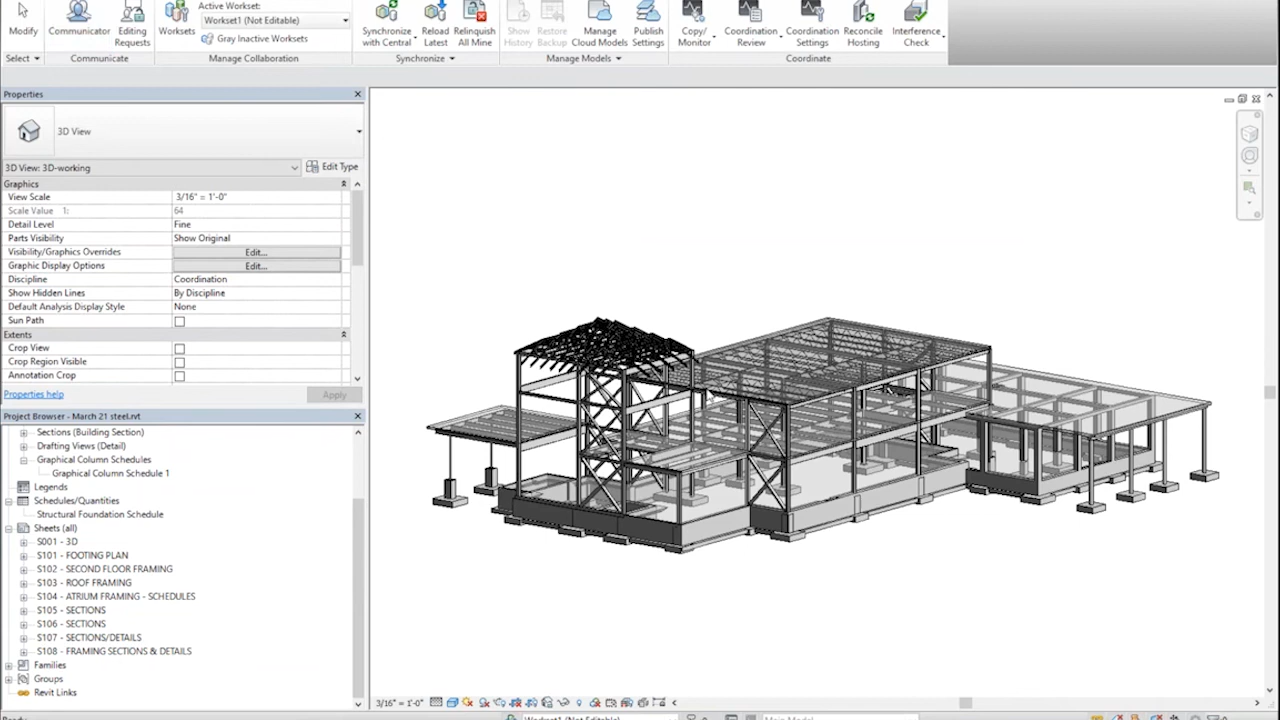 Active Workset:
Workset1 (Not Editable)
Gray Inactive Worksets
Modify
Communicator
Editing Requests
Worksets
Synchronize with Central
Reload Latest
Relinquish All Mine
Show History
Restore Backup
Manage Cloud Models
Publish Settings
Copy/ Monitor
Coordination Review
Coordination Settings
Reconcile Hosting
Interference Check
Select
Communicate
Manage Collaboration
Synchronize
Manage Models
Coordinate
Properties
3D View
3D View: 3D-working
Edit Type
Graphics
View Scale 3/16" = 1'-0"
Scale Value 1: 64
Detail Level Fine
Parts Visibility Show Original
Visibility/Graphics Overrides Edit...
Graphic Display Options Edit...
Discipline Coordination
Show Hidden Lines By Discipline
Default Analysis Display Style None
Sun Path
Extents
Crop View
Crop Region Visible
Annotation Crop
Properties help
Apply
Project Browser - March 21 steel.rvt
Sections (Building Section)
Drafting Views (Detail)
Graphical Column Schedules
Graphical Column Schedule 1
Legends
Schedules/Quantities
Structural Foundation Schedule
Sheets (all)
S001 - 3D
S101 - FOOTING PLAN
S102 - SECOND FLOOR FRAMING
S103 - ROOF FRAMING
S104 - ATRIUM FRAMING - SCHEDULES
S105 - SECTIONS
S106 - SECTIONS
S107 - SECTIONS/DETAILS
S108 - FRAMING SECTIONS & DETAILS
Families
Groups
Revit Links
3/16" = 1'-0"
Ready
Workset1 (Not Editable)
Main Model